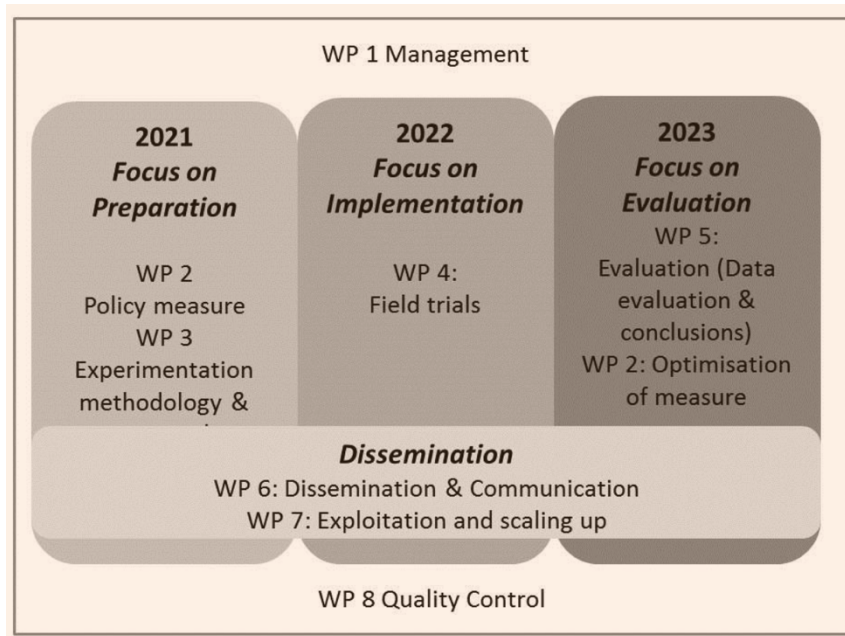 WP 1 Management
2021
Focus on
Preparation
WP 2
Policy measure
WP 3
Experimentation
methodology &
2022
Focus on
Implementation
WP 4:
Field trials
2023
Focus on
Evaluation
WP 5:
Evaluation (Data
evaluation &
conclusions)
WP 2: Optimisation
of measure
Dissemination
WP 6: Dissemination & Communication
WP 7: Exploitation and scaling up
WP 8 Quality Control